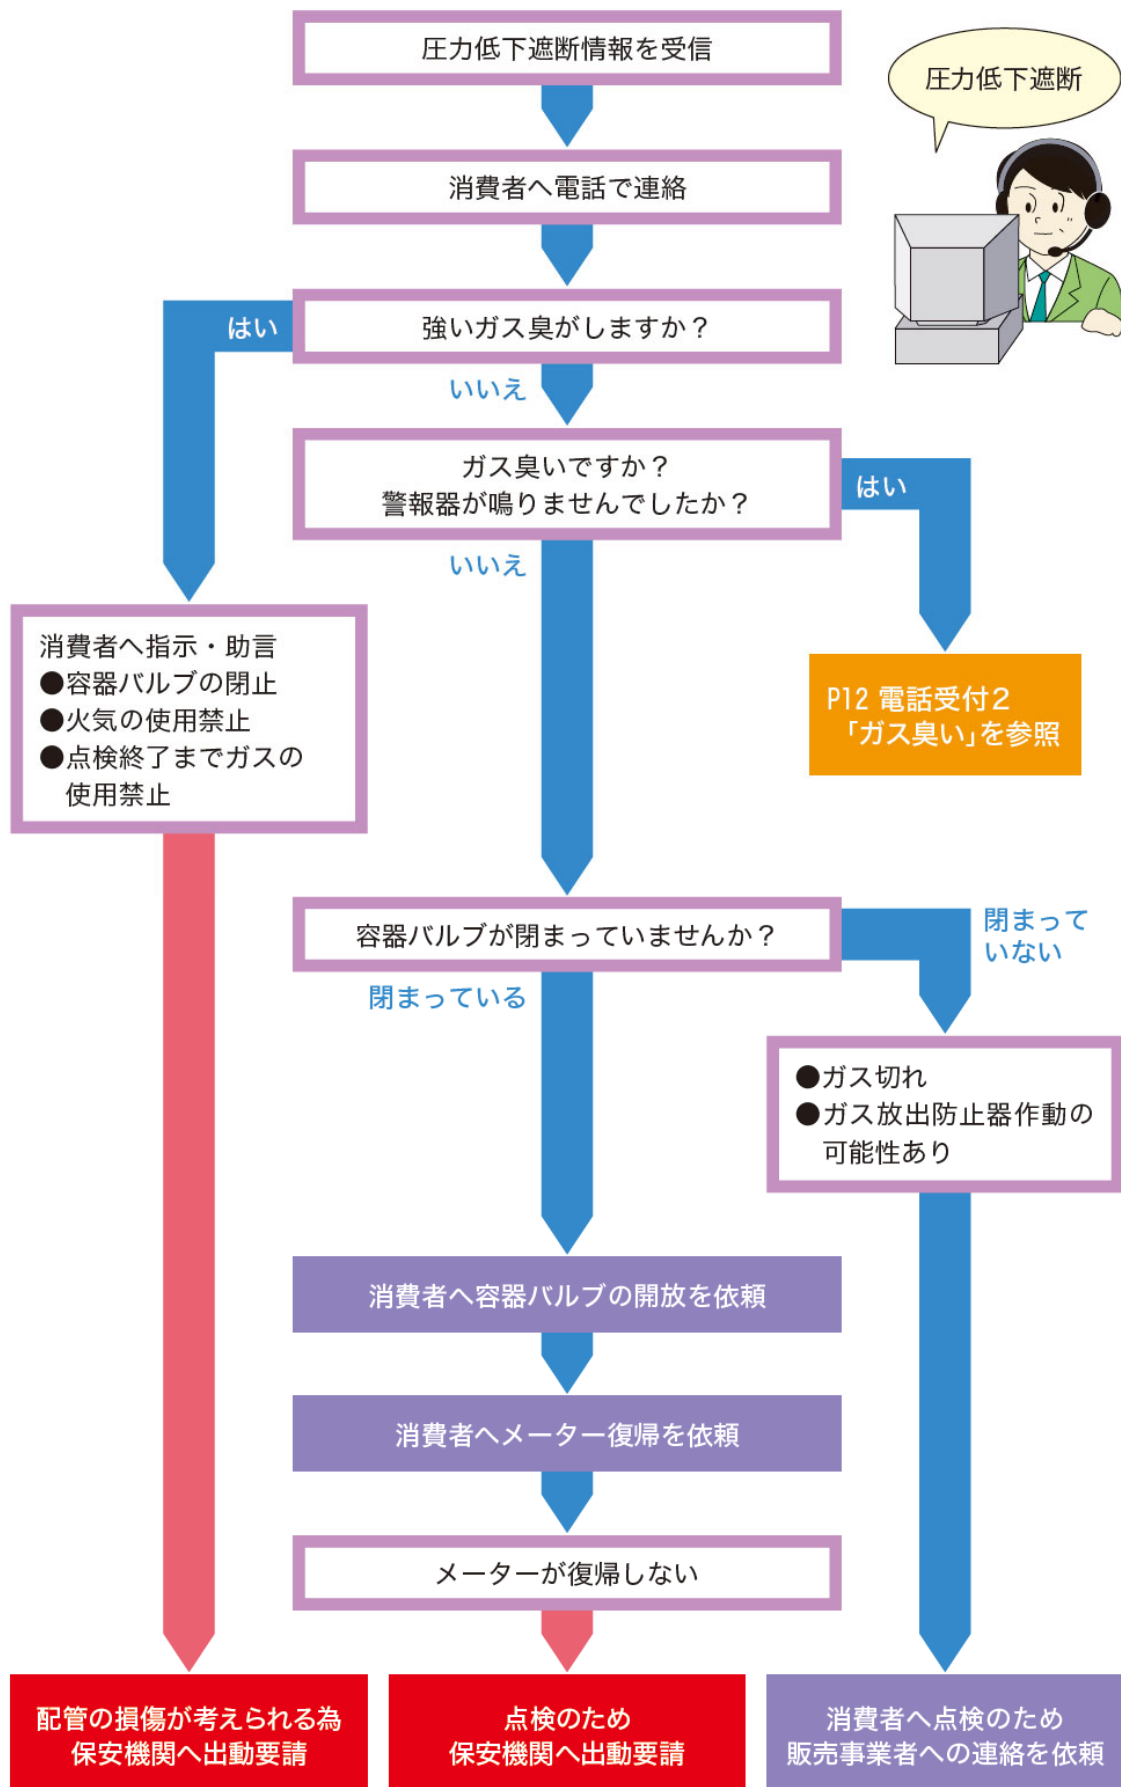 圧力低下遮断情報を受信
圧力低下遮断
消費者へ電話で連絡
強いガス臭がしますか？
はい
いいえ
ガス臭いですか？
警報器が鳴りませんでしたか？
はい
いいえ
消費者へ指示・助言
●容器バルブの閉止
●火気の使用禁止
●点検終了までガスの
使用禁止
P12 電話受付2
「ガス臭い」を参照
容器バルブが閉まっていませんか？
閉まって
いない
閉まっている
●ガス切れ
●ガス放出防止器作動の
可能性あり
消費者へ容器バルブの開放を依頼
消費者へメーター復帰を依頼
メーターが復帰しない
配管の損傷が考えられる為
保安機関へ出動要請
点検のため
保安機関へ出動要請
消費者へ点検のため
販売事業者への連絡を依頼